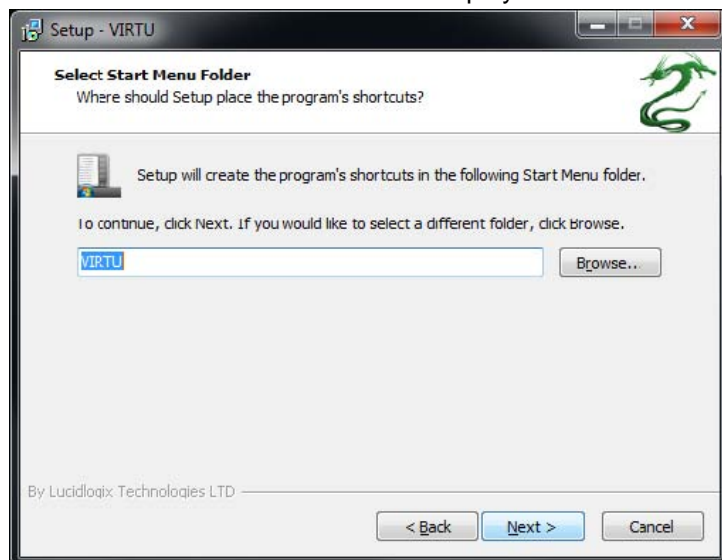 Setup - VIRTU
Select Start Menu Folder
Where should Setup place the program's shortcuts?
Setup will create the program's shortcuts in the following Start Menu folder.
To continue, click Next. If you would like to select a different folder, click Browse.
VIRTU
Browse...
By Lucidlogix Technologies LTD
< Back
Next >
Cancel